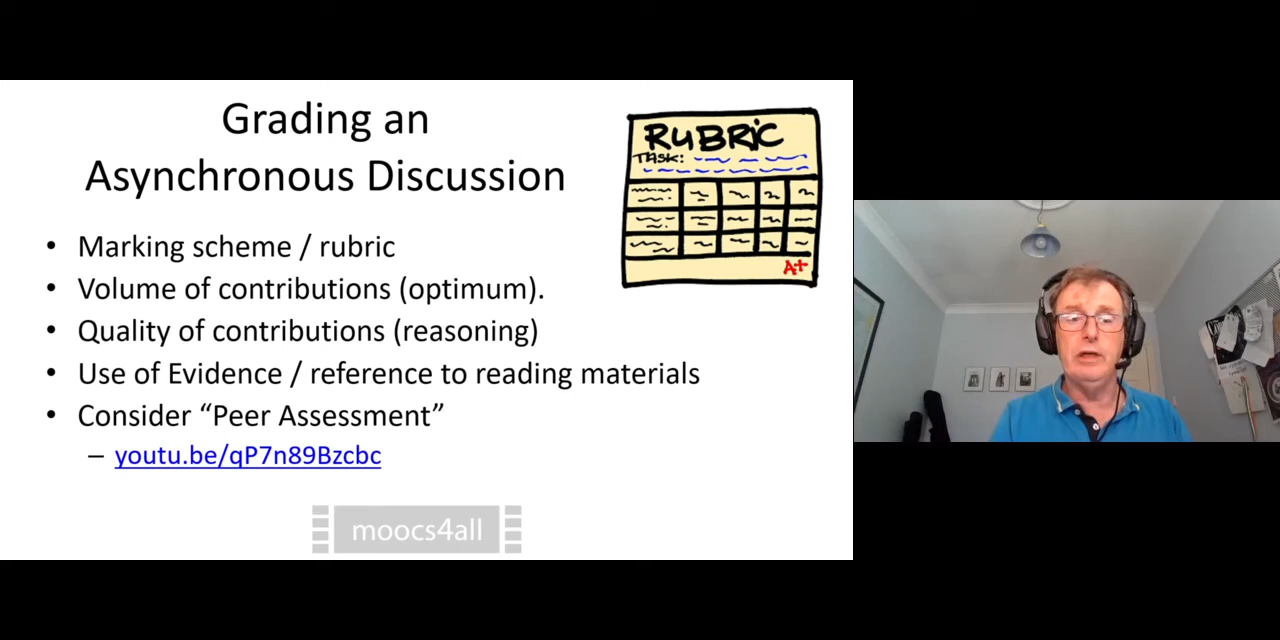 Grading an
Asynchronous Discussion
RUBRIC
TASK:
A+
• Marking scheme / rubric
• Volume of contributions (optimum).
• Quality of contributions (reasoning)
• Use of Evidence / reference to reading materials
• Consider “Peer Assessment”
– youtu.be/qP7n89Bzcbc
moocs4all